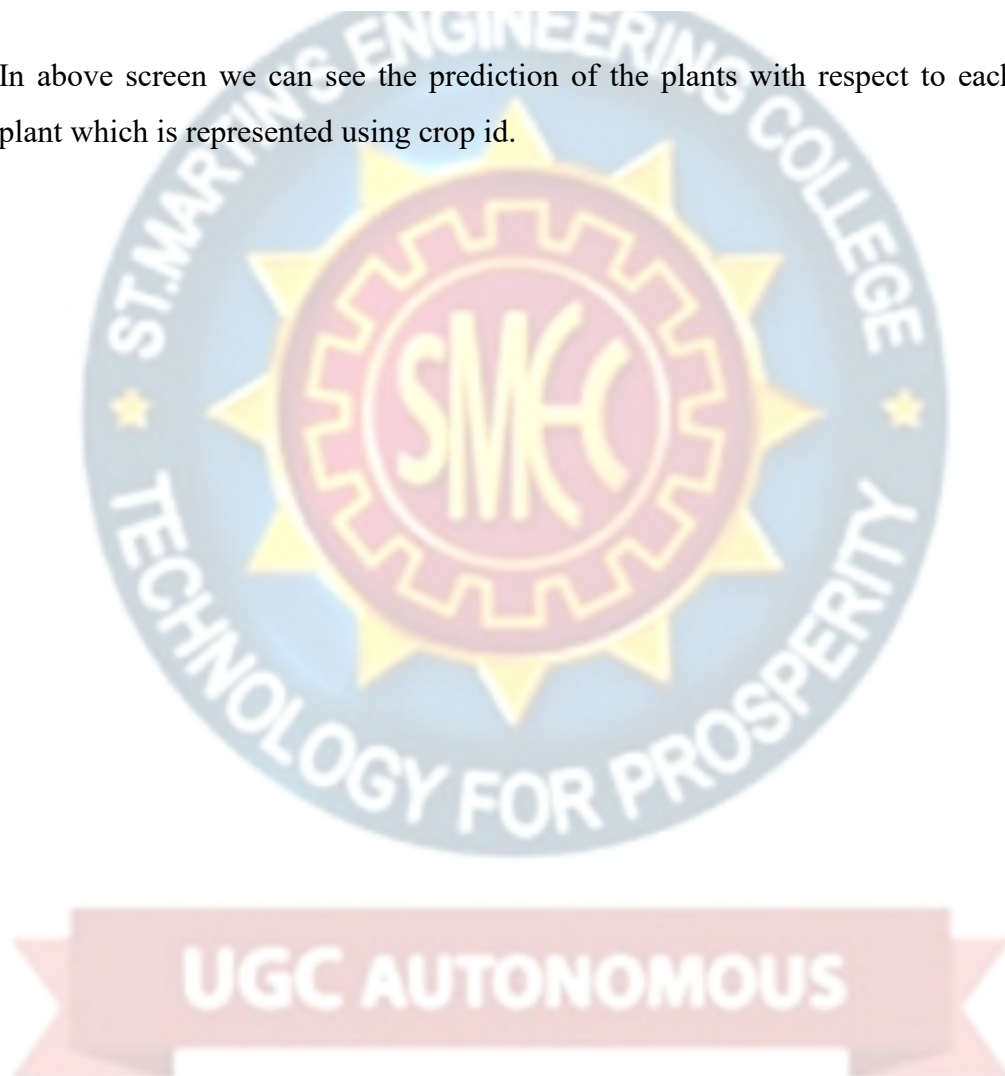 In above screen we can see the prediction of the plants with respect to each
plant which is represented using crop id.
ST.MARTIN'S ENGINEERING COLLEGE
SMEC
TECHNOLOGY FOR PROSPERITY
UGC AUTONOMOUS